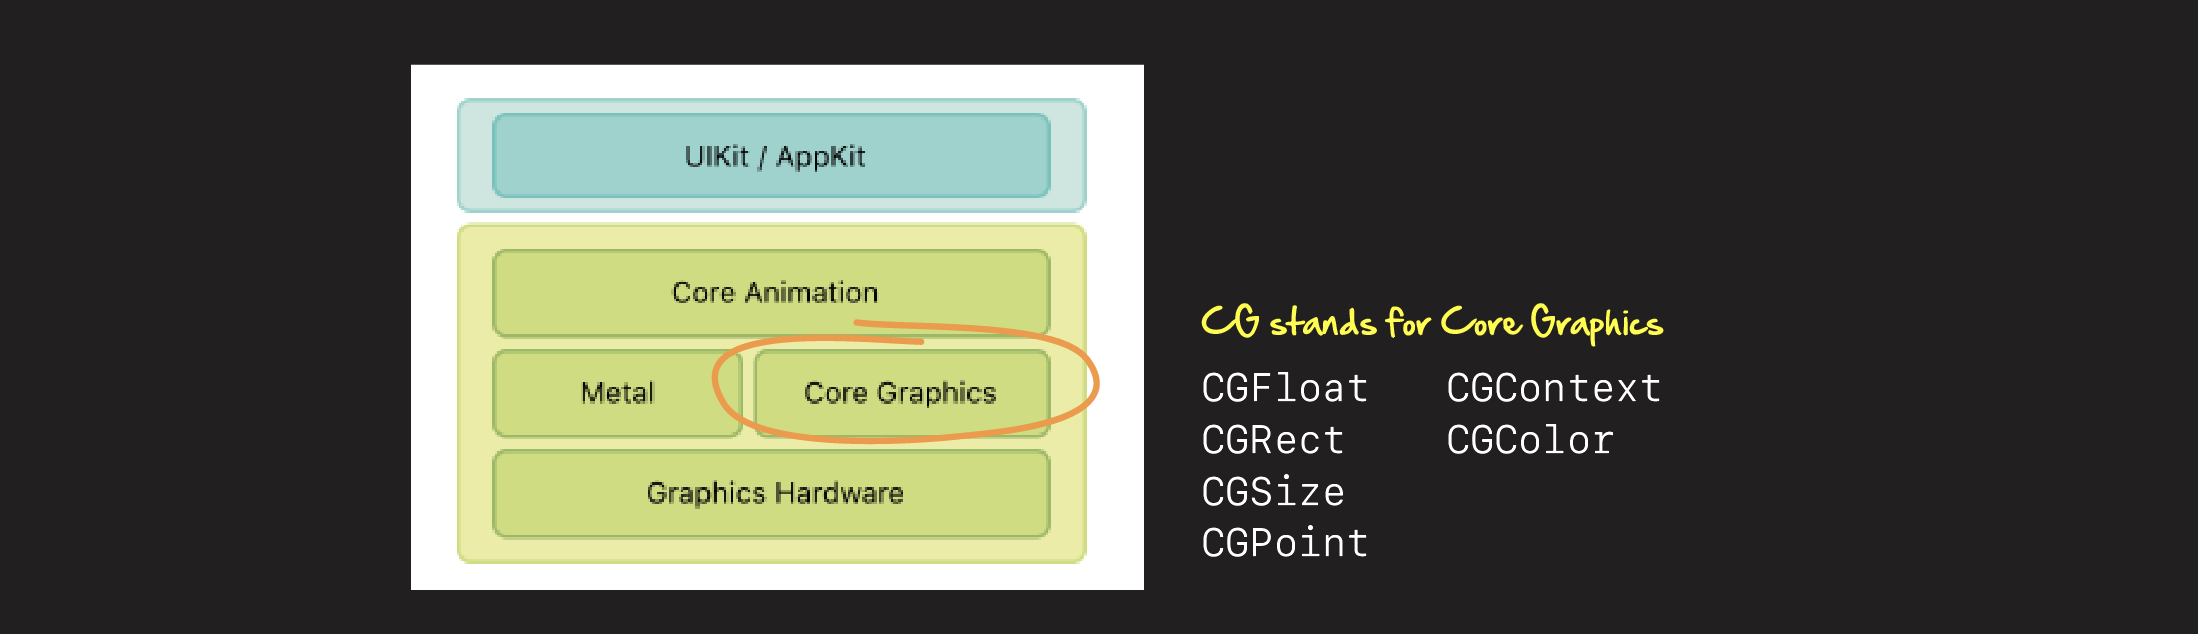 UIKit / AppKit
Core Animation
Metal
Core Graphics
Graphics Hardware
CG stands for Core Graphics
CGFloat CGContext
CGRect CGColor
CGSize
CGPoint